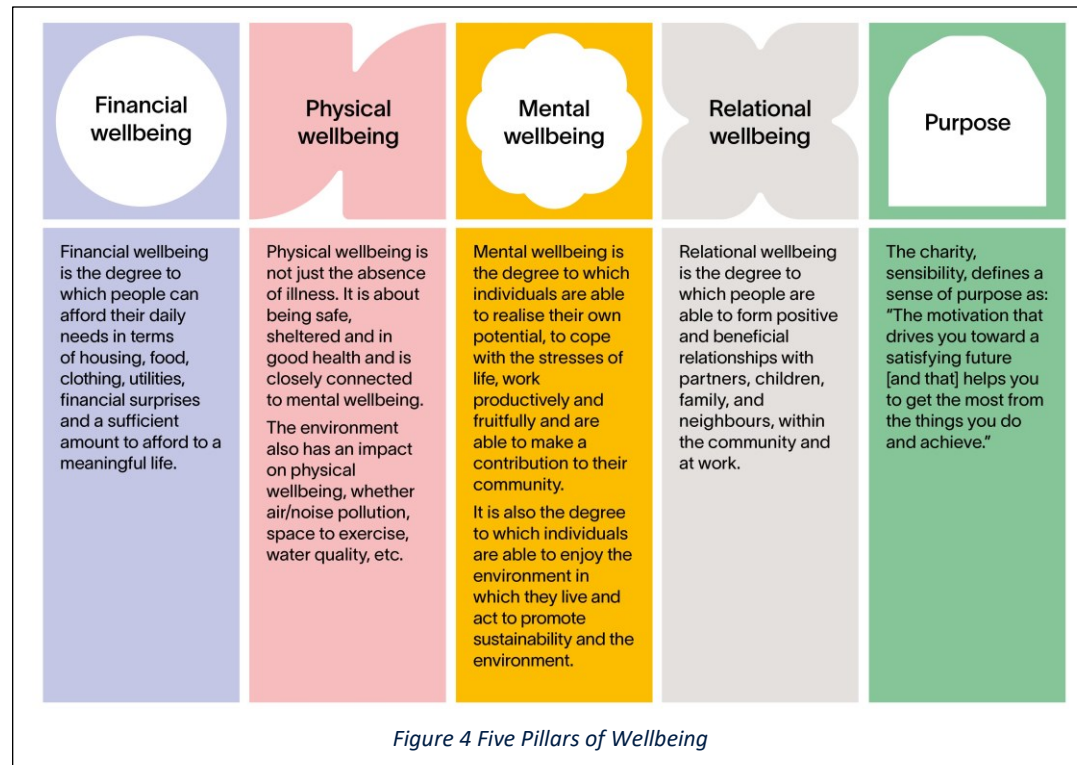 Financial
wellbeing
Physical
wellbeing
Mental
wellbeing
Relational
wellbeing
Purpose
Financial wellbeing
is the degree to
which people can
afford their daily
needs in terms
of housing, food,
clothing, utilities,
financial surprises
and a sufficient
amount to afford to a
meaningful life.
Physical wellbeing is
not just the absence
of illness. It is about
being safe,
sheltered and in
good health and is
closely connected
to mental wellbeing.
The environment
also has an impact
on physical
wellbeing, whether
air/noise pollution,
space to exercise,
water quality, etc.
Mental wellbeing is
the degree to which
individuals are able
to realise their own
potential, to cope
with the stresses of
life, work
productively and
fruitfully and are
able to make a
contribution to their
community.
It is also the degree
to which individuals
are able to enjoy the
environment in
which they live and
act to promote
sustainability and the
environment.
Relational wellbeing
is the degree to
which people are
able to form positive
and beneficial
relationships with
partners, children,
family, and
neighbours, within
the community and
at work.
The charity,
sensibility, defines a
sense of purpose as:
“The motivation that
drives you toward a
satisfying future
[and that] helps you
to get the most from
the things you do
and achieve.”
Figure 4 Five Pillars of Wellbeing